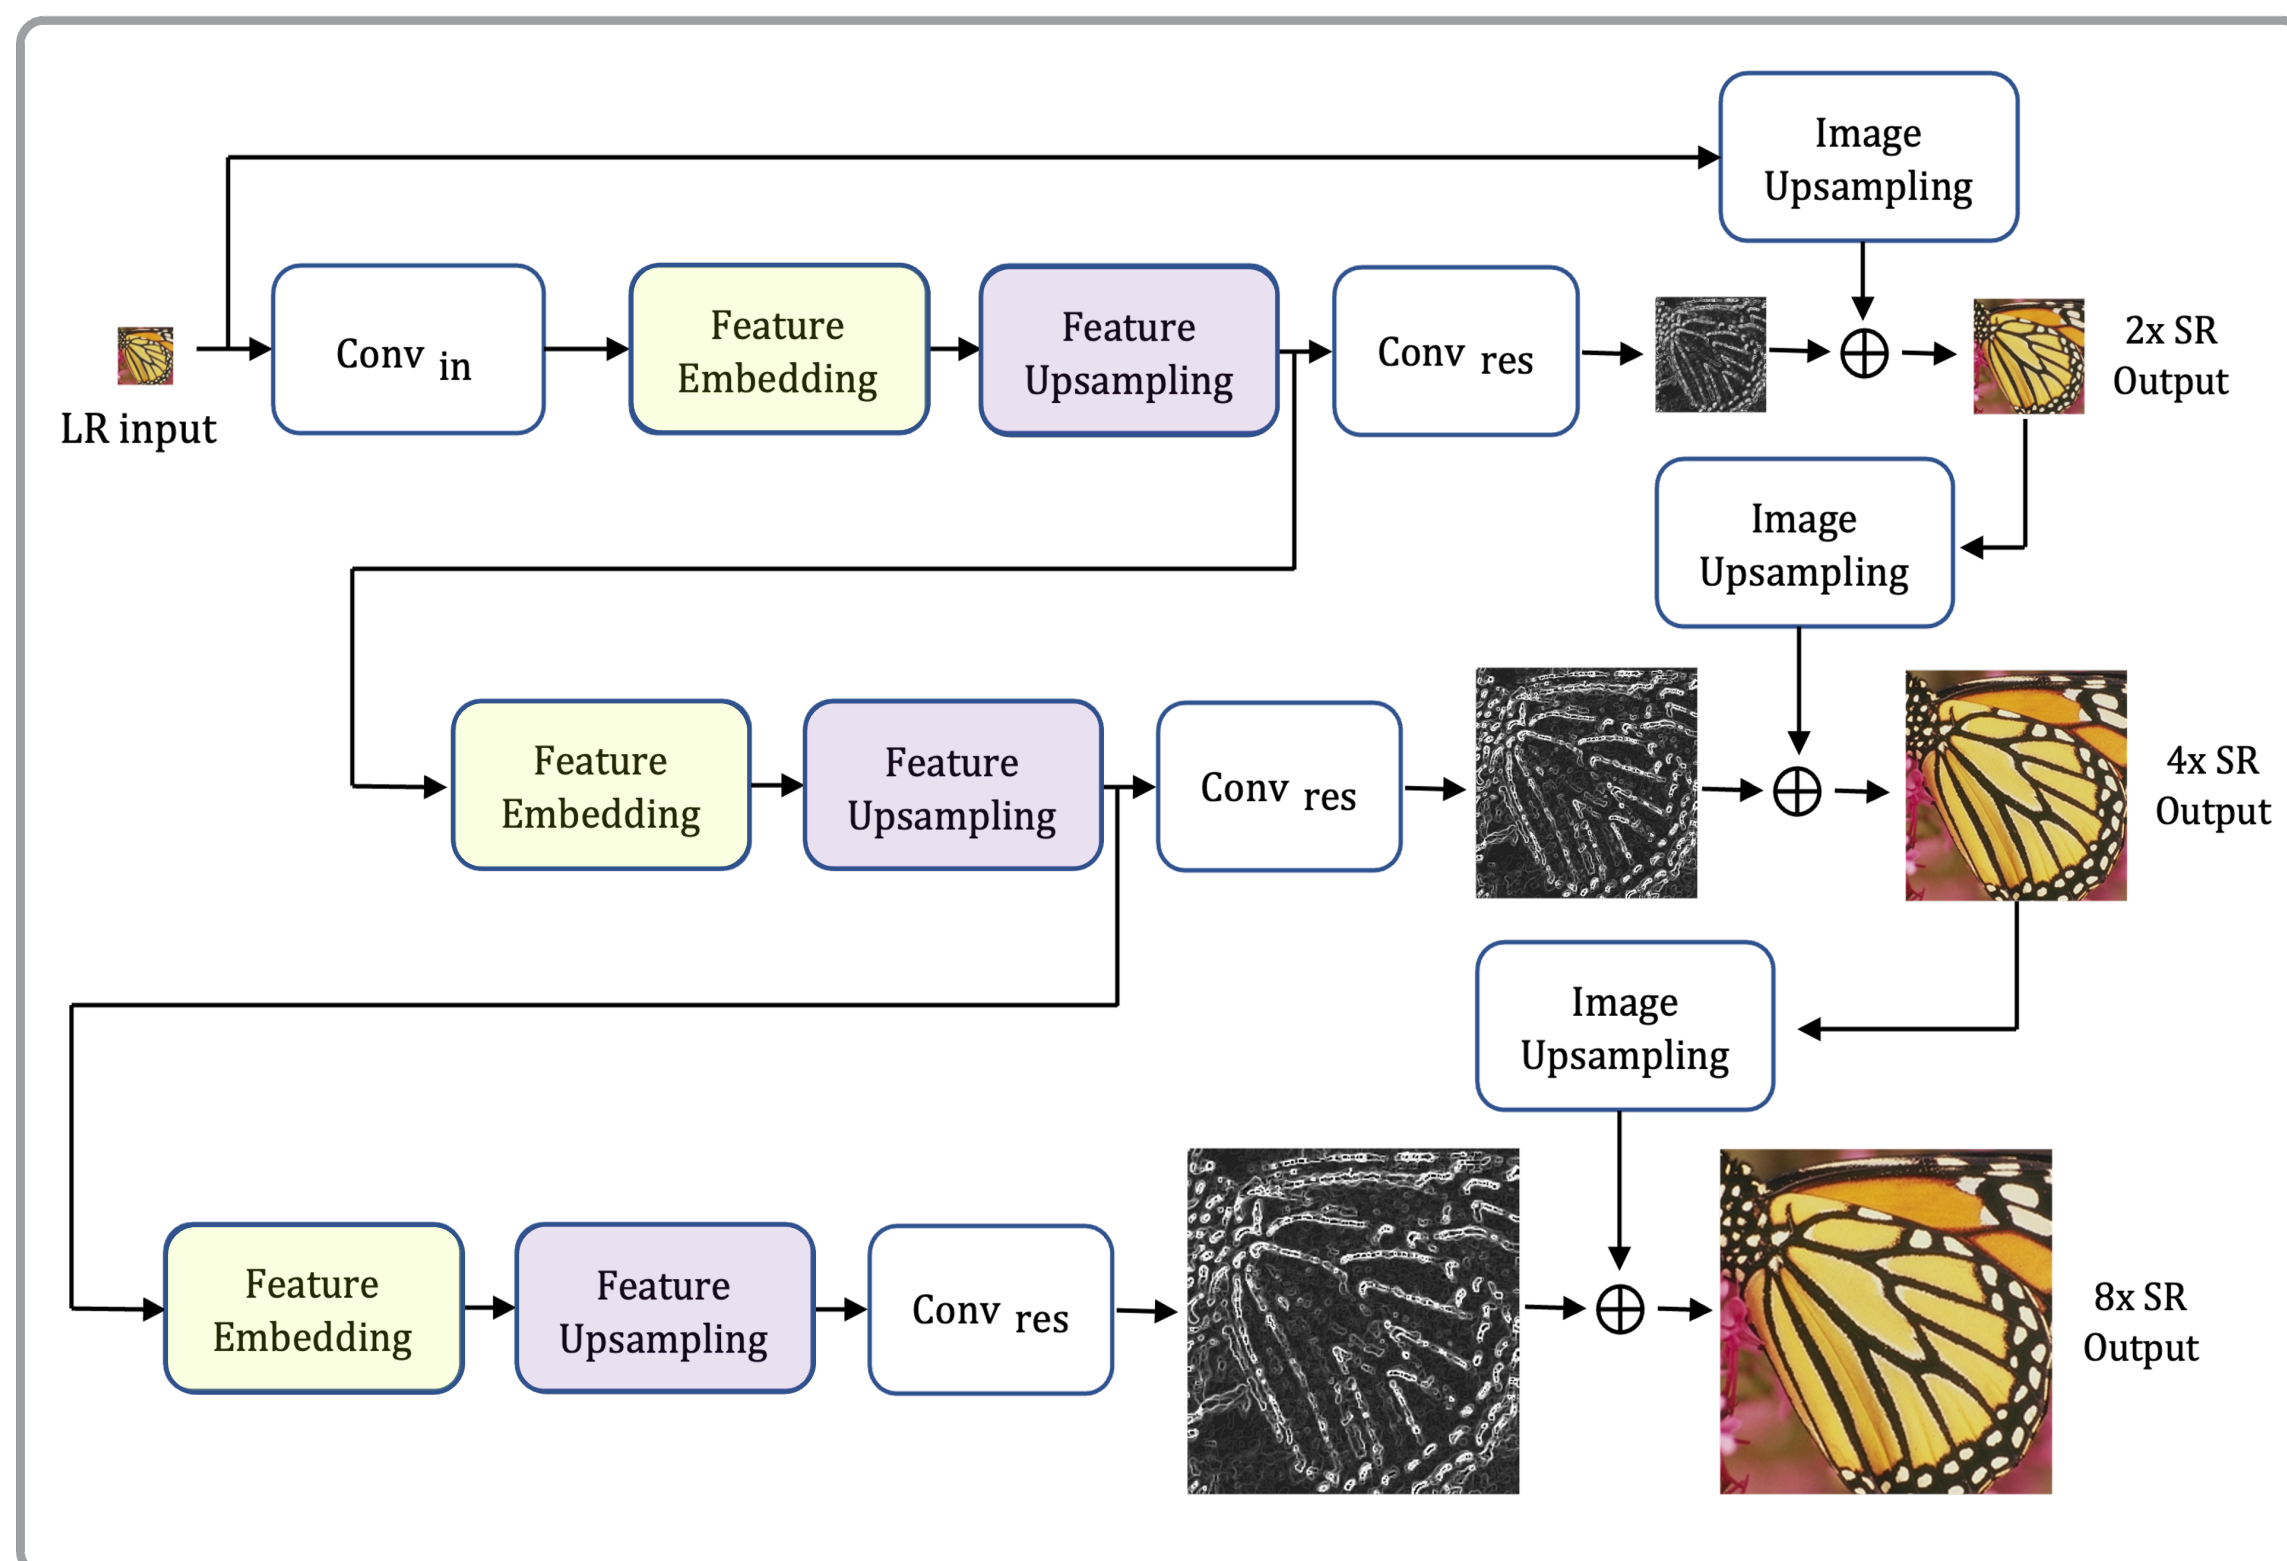 Image
Upsampling
LR input
Conv in
Feature
Embedding
Feature
Upsampling
Conv res
2x SR
Output
Image
Upsampling
Feature
Embedding
Feature
Upsampling
Conv res
4x SR
Output
Image
Upsampling
Feature
Embedding
Feature
Upsampling
Conv res
8x SR
Output